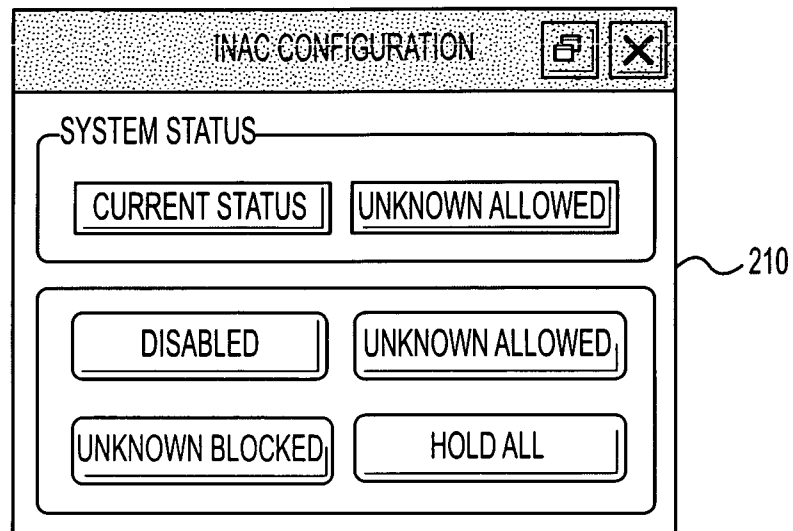 INAC CONFIGURATION
SYSTEM STATUS
CURRENT STATUS UNKNOWN ALLOWED
210
DISABLED UNKNOWN ALLOWED
UNKNOWN BLOCKED HOLD ALL